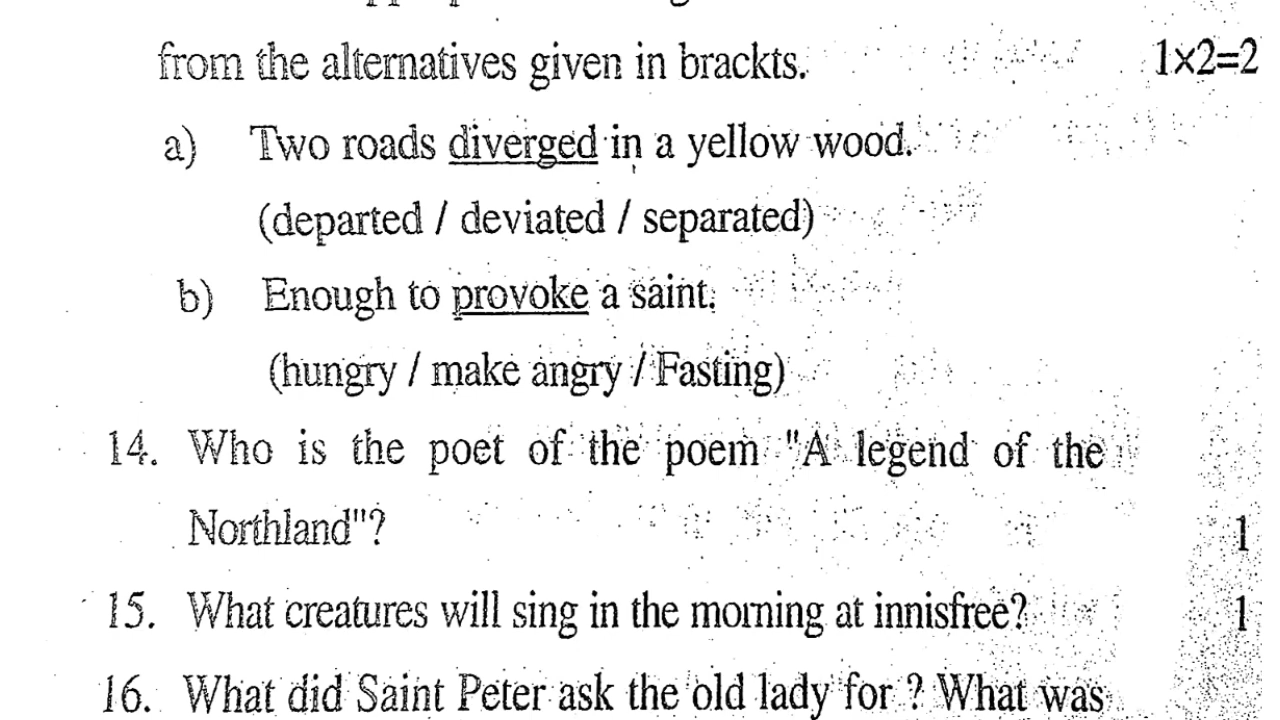 from the alternatives given in brackts. 1×2=2
a) Two roads diverged in a yellow wood.
(departed / deviated / separated)
b) Enough to provoke a saint.
(hungry / make angry / Fasting)
14. Who is the poet of the poem "A legend of the
Northland"? 1
15. What creatures will sing in the morning at innisfree? 1
16. What did Saint Peter ask the old lady for ? What was